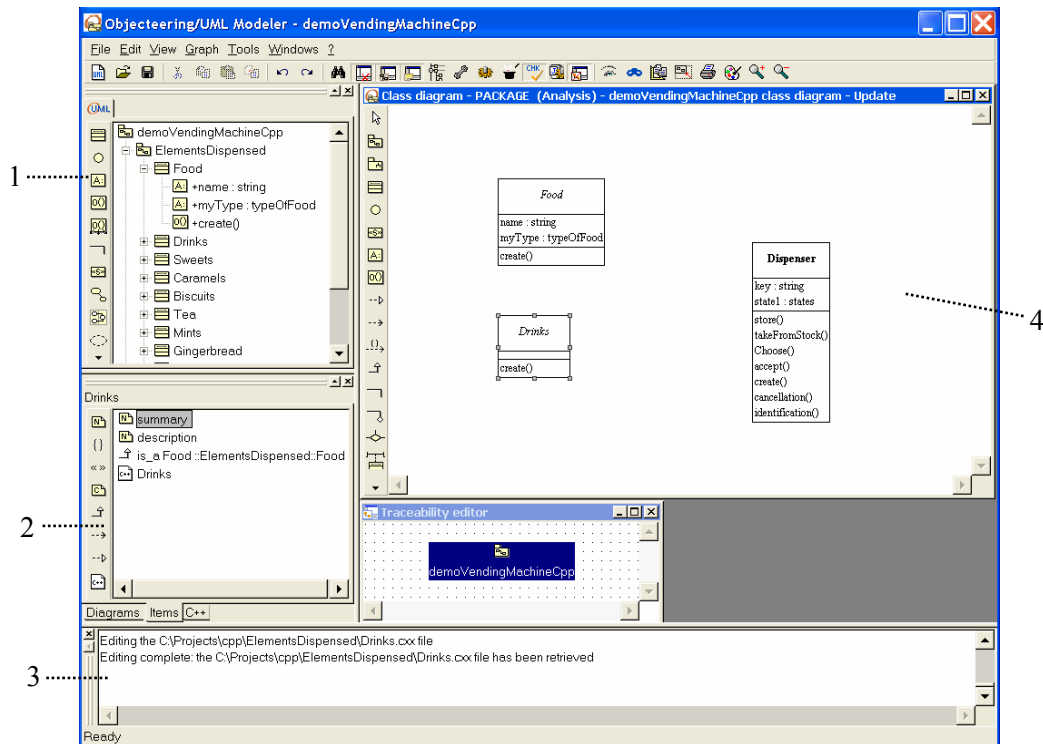 Objecteering/UML Modeler - demoVendingMachineCpp
File Edit View Graph Tools Windows ?
UML
demoVendingMachineCpp
ElementsDispensed
Food
+name : string
+myType : typeOfFood
+create()
Drinks
Sweets
Caramels
Biscuits
Tea
Mints
Gingerbread
1
Class diagram - PACKAGE (Analysis) - demoVendingMachineCpp class diagram - Update
Food
name : string
myType : typeOfFood
create()
Drinks
create()
Dispenser
key : string
state1 : states
store()
takeFromStock()
Choose()
accept()
create()
cancellation()
identification()
4
Drinks
summary
description
is_a Food ::ElementsDispensed::Food
Drinks
2
Diagrams Items C++
Traceability editor
demoVendingMachineCpp
Editing the C:\Projects\cpp\ElementsDispensed\Drinks.cxx file
Editing complete: the C:\Projects\cpp\ElementsDispensed\Drinks.cxx file has been retrieved
3
Ready